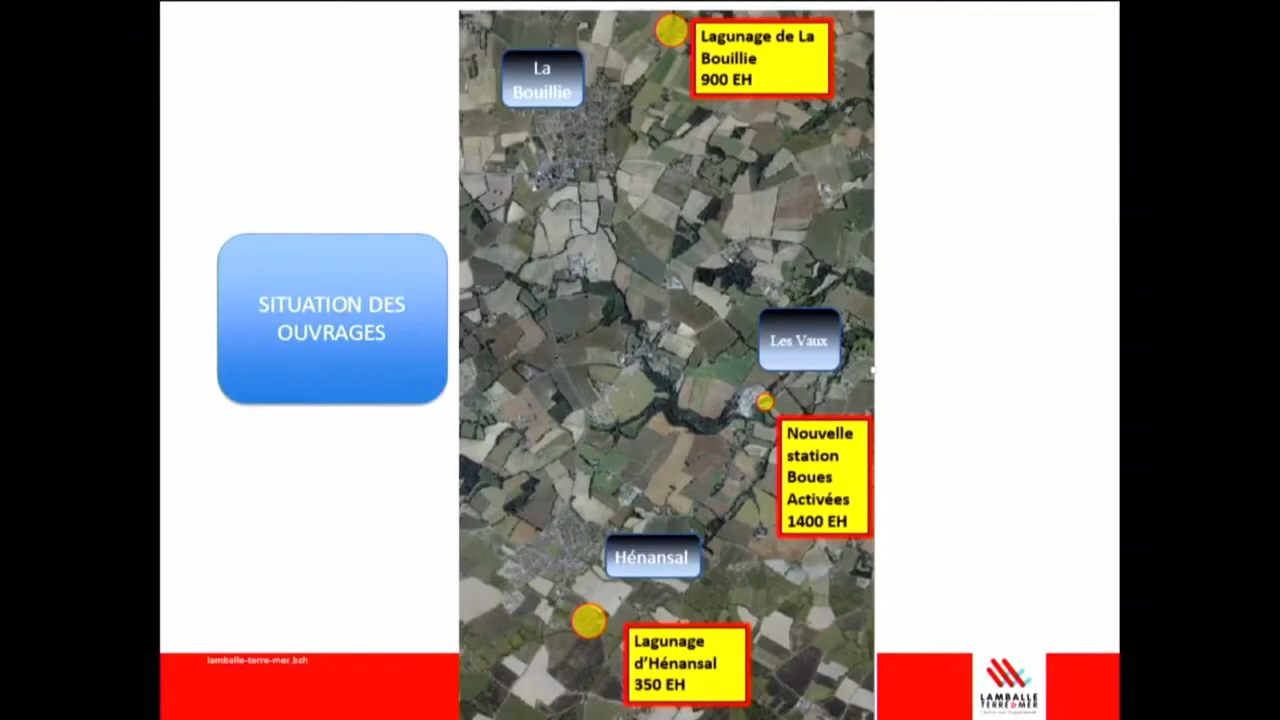 Lagunage de La
Bouillie
900 EH
La
Bouillie
SITUATION DES
OUVRAGES
Les Vaux
Nouvelle
station
Boues
Activées
1400 EH
Hénansal
Lagunage
d'Hénansal
350 EH
lamballe-terre-mer.bzh
LAMBALLE
TERRE & MER